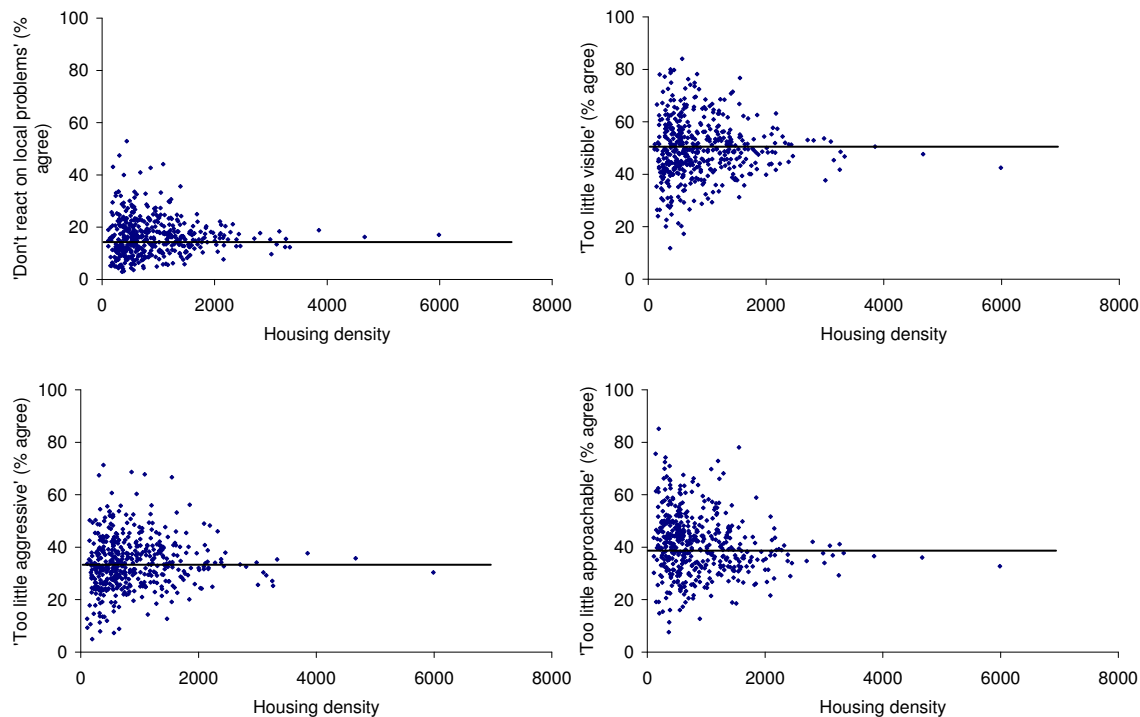 'Don't react on local problems' (%
agree)
100
80
60
40
20
0
0 2000 4000 6000 8000
Housing density
'Too little visible' (% agree)
100
80
60
40
20
0
0 2000 4000 6000 8000
Housing density
'Too little aggressive' (% agree)
100
80
60
40
20
0
0 2000 4000 6000 8000
Housing density
'Too little approachable' (% agree)
100
80
60
40
20
0
0 2000 4000 6000 8000
Housing density